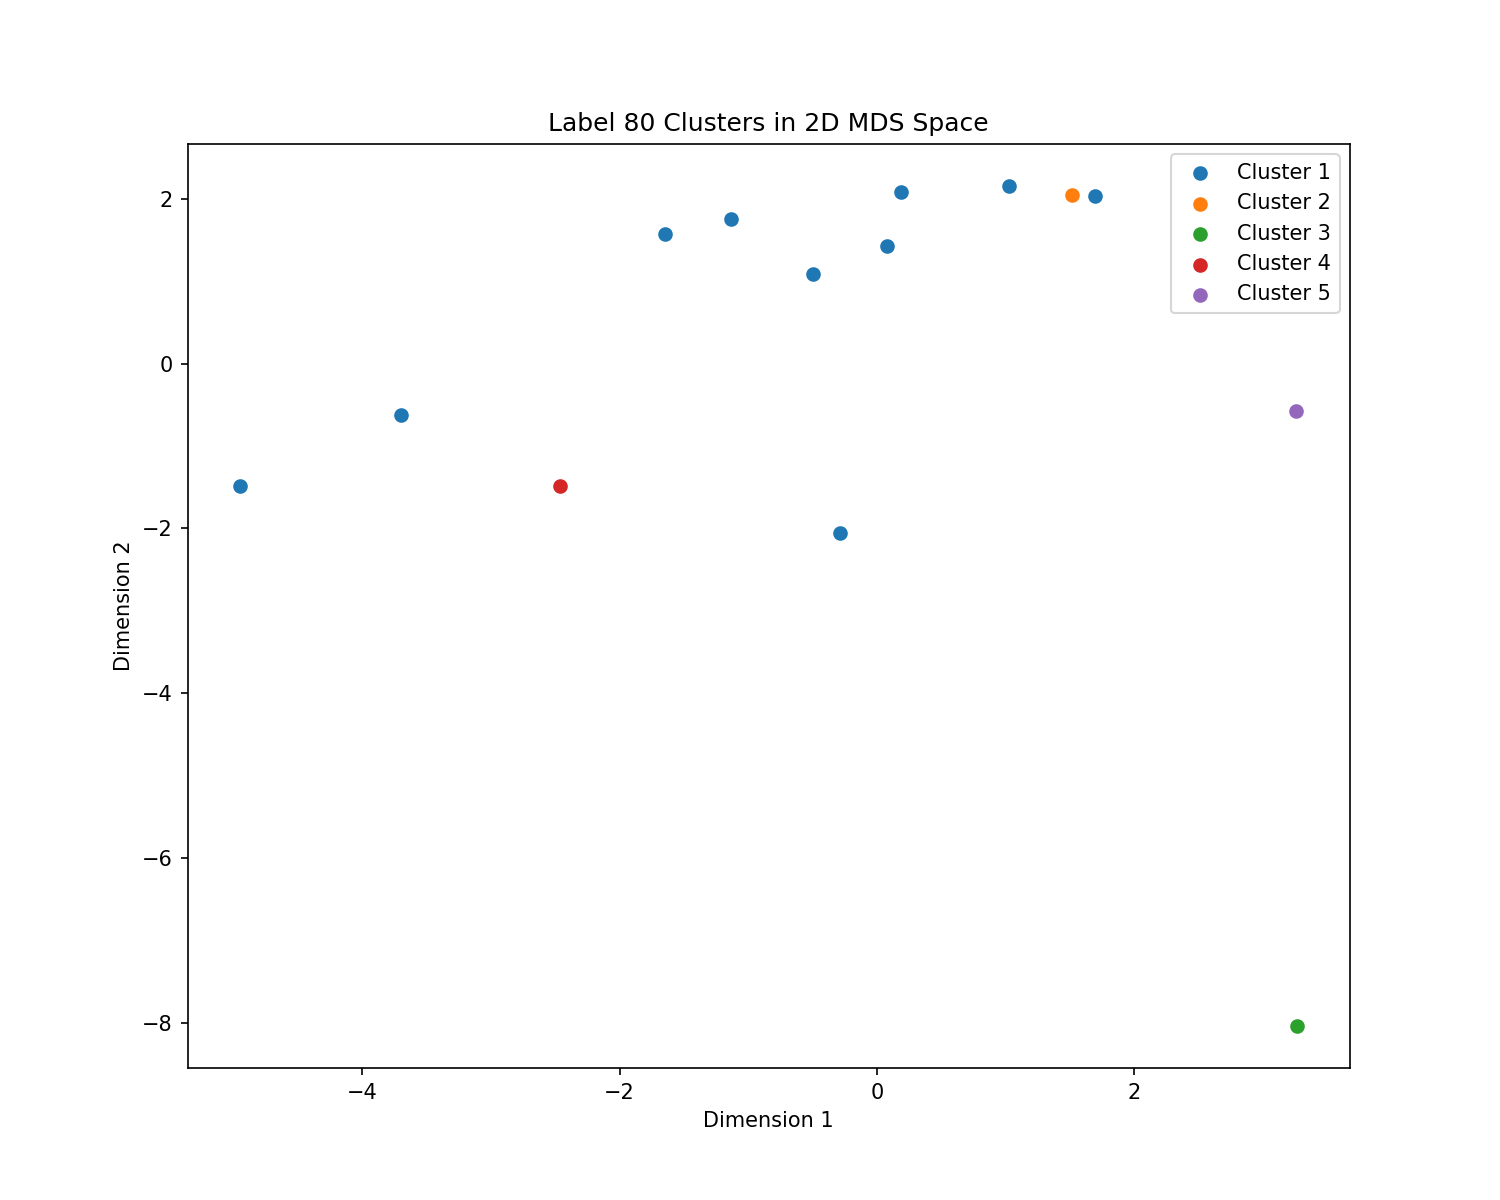 Label 80 Clusters in 2D MDS Space
Cluster 1
Cluster 2
Cluster 3
Cluster 4
Cluster 5
2
0
−2
−4
−6
−8
Dimension 2
−4
−2
0
2
Dimension 1